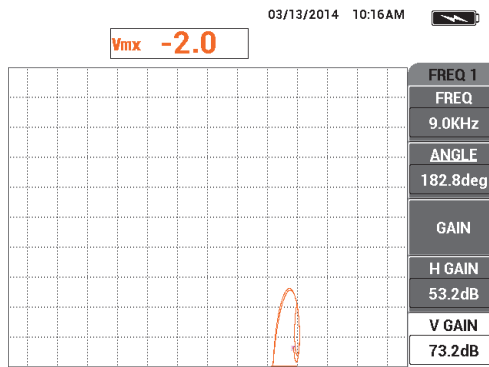 03/13/2014 10:16AM
Vmx -2.0
FREQ 1
FREQ
9.0KHz
ANGLE
182.8deg
GAIN
H GAIN
53.2dB
V GAIN
73.2dB